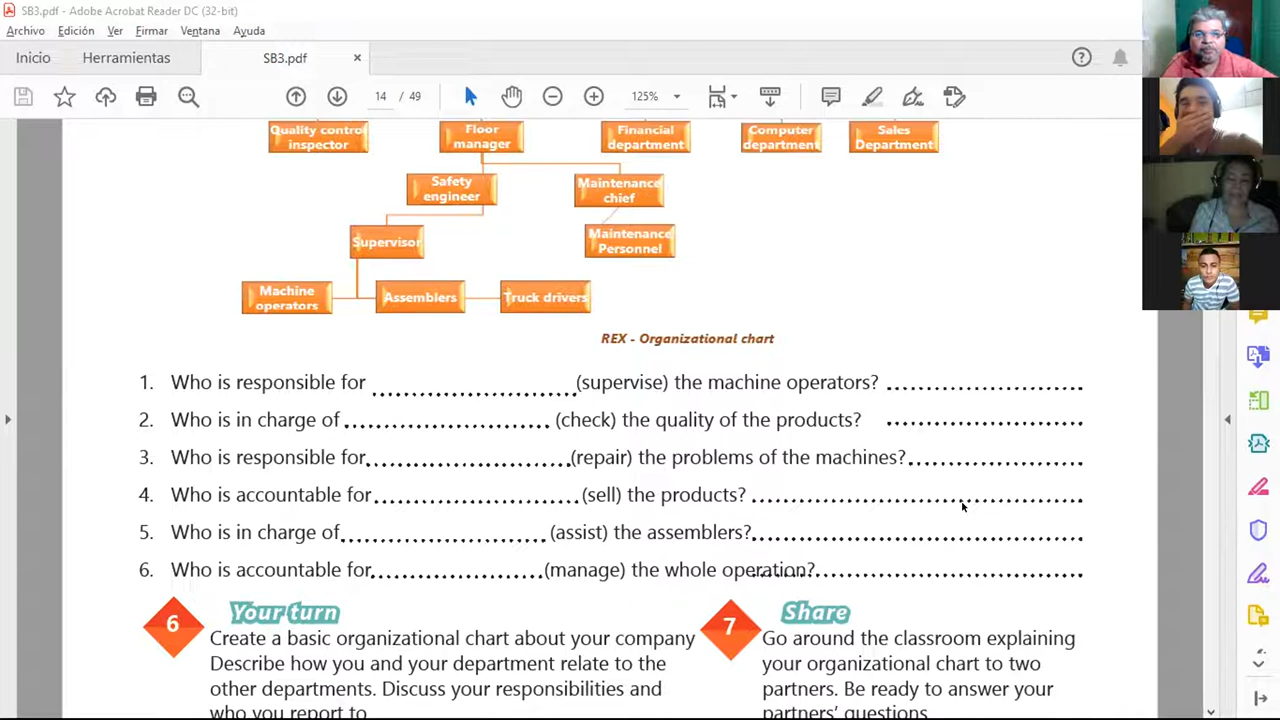 SB3.pdf - Adobe Acrobat Reader DC (32-bit)
Archivo Edición Ver Firmar Ventana Ayuda
Inicio Herramientas SB3.pdf ×
14 / 49 125%
Quality contro inspector
Floor manager
Financial department
Computer department
Sales Department
Safety engineer
Maintenance chief
Supervisor
Maintenance Personnel
Machine operators
Assemblers
Truck drivers
REX - Organizational chart
1. Who is responsible for (supervise) the machine operators?
2. Who is in charge of (check) the quality of the products?
3. Who is responsible for (repair) the problems of the machines?
4. Who is accountable for (sell) the products?
5. Who is in charge of (assist) the assemblers?
6. Who is accountable for (manage) the whole operation?
6 Your turn
Create a basic organizational chart about your company
Describe how you and your department relate to the
other departments. Discuss your responsibilities and
who you report to
7 Share
Go around the classroom explaining
your organizational chart to two
partners. Be ready to answer your
partners' questions